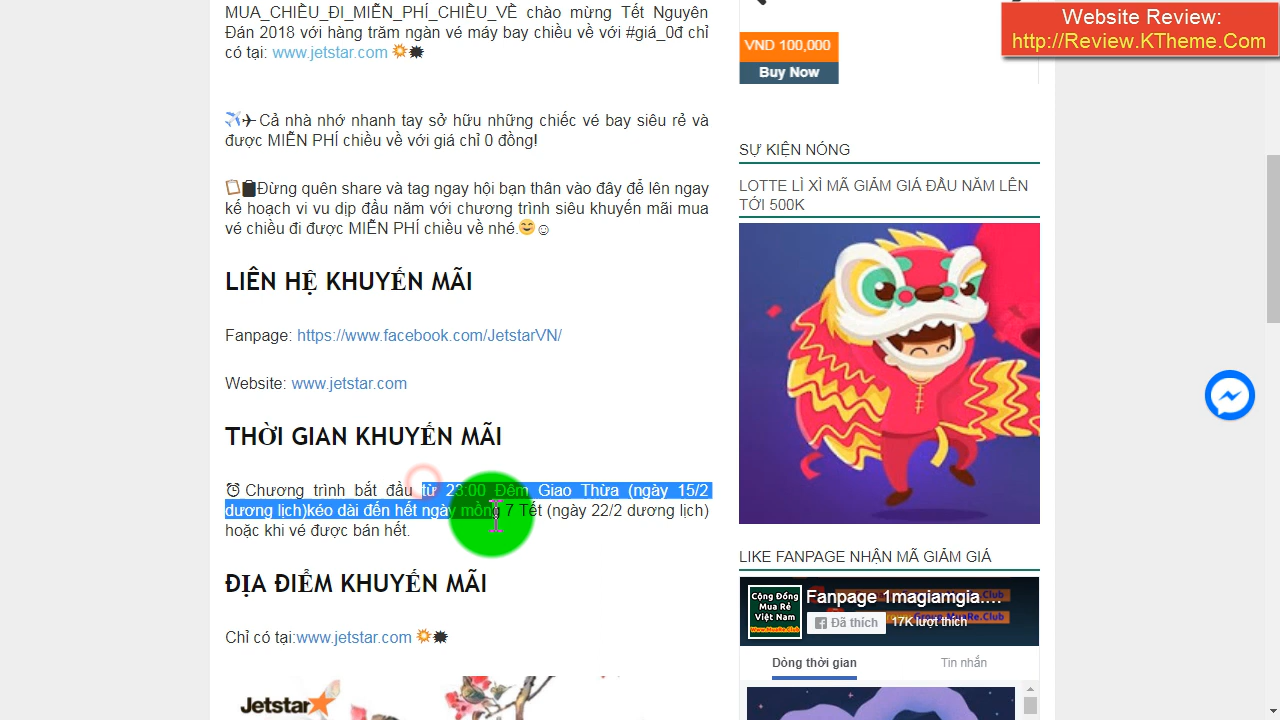 MUA_CHIỀU_ĐI_MIỄN_PHÍ_CHIỀU_VỀ chào mừng Tết Nguyên
Đán 2018 với hàng trăm ngàn vé máy bay chiều về với #giá_0đ chỉ
có tại: www.jetstar.com 💥✸
✈️✈Cả nhà nhớ nhanh tay sở hữu những chiếc vé bay siêu rẻ và
được MIỄN PHÍ chiều về với giá chỉ 0 đồng!
📋Đừng quên share và tag ngay hội bạn thân vào đây để lên ngay
kế hoạch vi vu dịp đầu năm với chương trình siêu khuyến mãi mua
vé chiều đi được MIỄN PHÍ chiều về nhé.😊☺
LIÊN HỆ KHUYẾN MÃI
Fanpage: https://www.facebook.com/JetstarVN/
Website: www.jetstar.com
THỜI GIAN KHUYẾN MÃI
⏰Chương trình bắt đầu từ 23:00 Đêm Giao Thừa (ngày 15/2
dương lịch)kéo dài đến hết ngày mồng 7 Tết (ngày 22/2 dương lịch)
hoặc khi vé được bán hết.
ĐỊA ĐIỂM KHUYẾN MÃI
Chỉ có tại:www.jetstar.com 💥✸
Jetstar
Website Review:
http://Review.KTheme.Com
VND 100,000
Buy Now
SỰ KIỆN NÓNG
LOTTE LÌ XÌ MÃ GIẢM GIÁ ĐẦU NĂM LÊN
TỚI 500K
LIKE FANPAGE NHẬN MÃ GIẢM GIÁ
Cộng Đồng
Mua Rẻ
Việt Nam
www.MuaRe.Club
Fanpage 1magiamgia....
Đã thích
17K lượt thích
Dòng thời gian
Tin nhắn